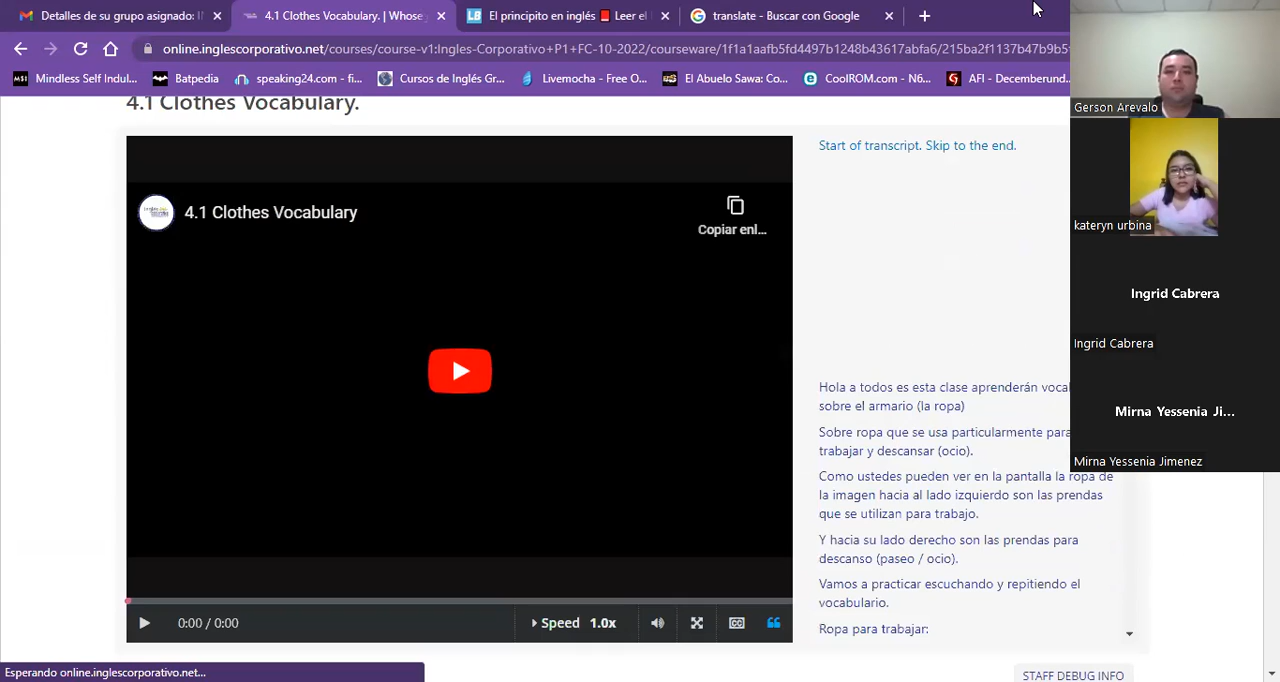 Detalles de su grupo asignado: I
4.1 Clothes Vocabulary. | Whose
El principito en inglés 📕 Leer el
translate - Buscar con Google
online.inglescorporativo.net/courses/course-v1:Ingles-Corporativo+P1+FC-10-2022/courseware/1f1a1aafb5fd4497b1248b43617abfa6/215ba2f1137b47b9b5
Mindless Self Indul...
Batpedia
speaking24.com - fi...
Cursos de Inglés Gr...
Livemocha - Free O...
El Abuelo Sawa: Co...
CoolROM.com - N6...
AFI - Decemberund...
4.1 Clothes Vocabulary.
4.1 Clothes Vocabulary
Copiar enl...
0:00 / 0:00
Speed 1.0x
Start of transcript. Skip to the end.
Hola a todos es esta clase aprenderán voca
sobre el armario (la ropa)
Sobre ropa que se usa particularmente para
trabajar y descansar (ocio).
Como ustedes pueden ver en la pantalla la ropa de
la imagen hacia al lado izquierdo son las prendas
que se utilizan para trabajo.
Y hacia su lado derecho son las prendas para
descanso (paseo / ocio).
Vamos a practicar escuchando y repitiendo el
vocabulario.
Ropa para trabajar:
STAFF DEBUG INFO
Esperando online.inglescorporativo.net...
Gerson Arevalo
kateryn urbina
Ingrid Cabrera
Ingrid Cabrera
Mirna Yessenia Ji...
Mirna Yessenia Jimenez